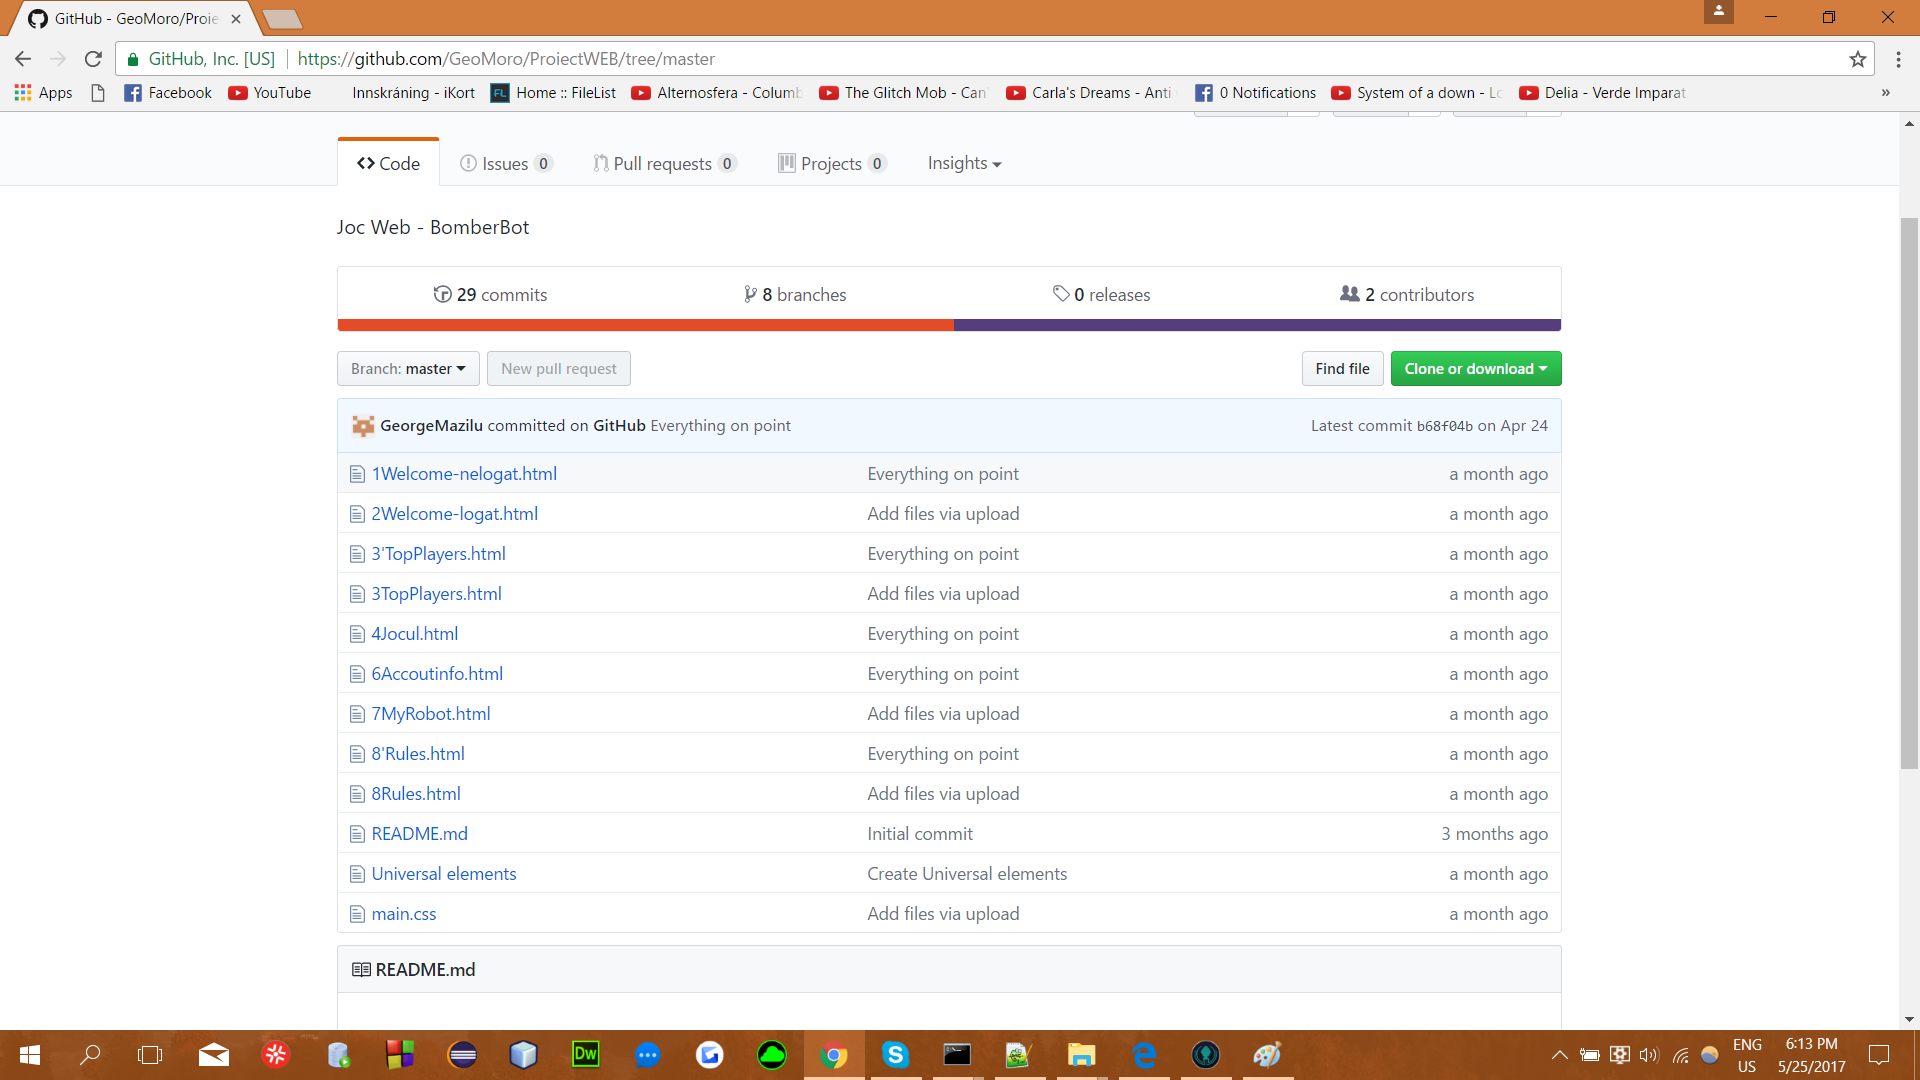 GitHub - GeoMoro/Proie
GitHub, Inc. [US] https://github.com/GeoMoro/ProiectWEB/tree/master
Apps Facebook YouTube Innskráning - iKort FL Home :: FileList Alternosfera - Columb The Glitch Mob - Can' Carla's Dreams - Anti 0 Notifications System of a down - Lo Delia - Verde Imparat »
Code Issues 0 Pull requests 0 Projects 0 Insights
Joc Web - BomberBot
29 commits 8 branches 0 releases 2 contributors
Branch: master New pull request Find file Clone or download
GeorgeMazilu committed on GitHub Everything on point Latest commit b68f04b on Apr 24
1Welcome-nelogat.html Everything on point a month ago
2Welcome-logat.html Add files via upload a month ago
3'TopPlayers.html Everything on point a month ago
3TopPlayers.html Add files via upload a month ago
4Jocul.html Everything on point a month ago
6Accoutinfo.html Everything on point a month ago
7MyRobot.html Add files via upload a month ago
8'Rules.html Everything on point a month ago
8Rules.html Add files via upload a month ago
README.md Initial commit 3 months ago
Universal elements Create Universal elements a month ago
main.css Add files via upload a month ago
README.md
Dw ENG 6:13 PM
US 5/25/2017